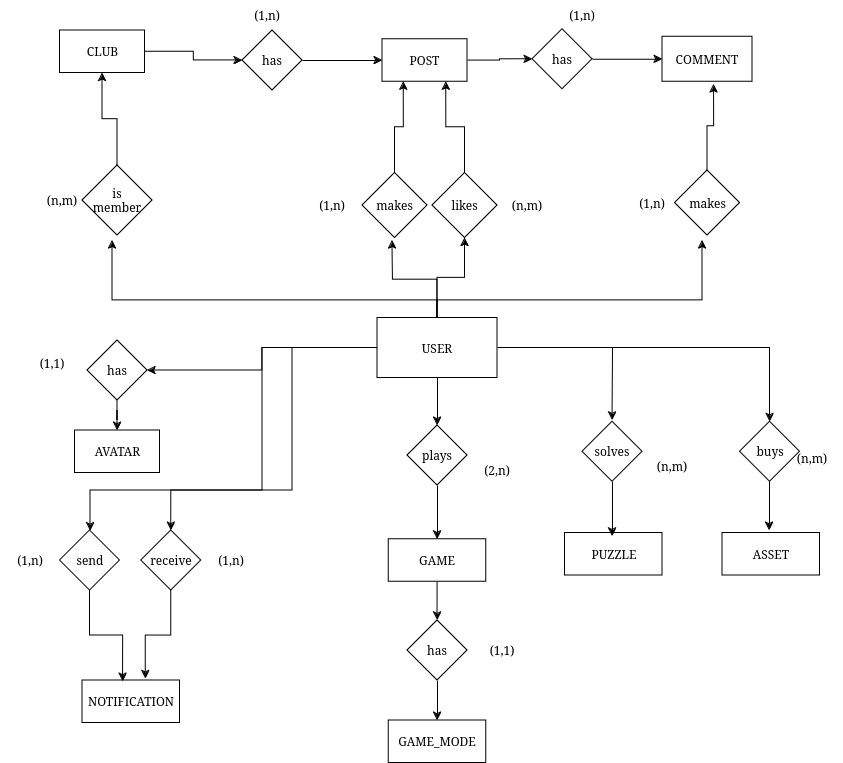 (1,n)
(1,n)
CLUB
has
POST
has
COMMENT
(n,m)
is
member
(1,n)
makes
likes
(n,m)
(1,n)
makes
USER
(1,1)
has
AVATAR
plays
(2,n)
solves
(n,m)
buys
(n,m)
(1,n)
send
receive
(1,n)
GAME
PUZZLE
ASSET
has
(1,1)
NOTIFICATION
GAME_MODE